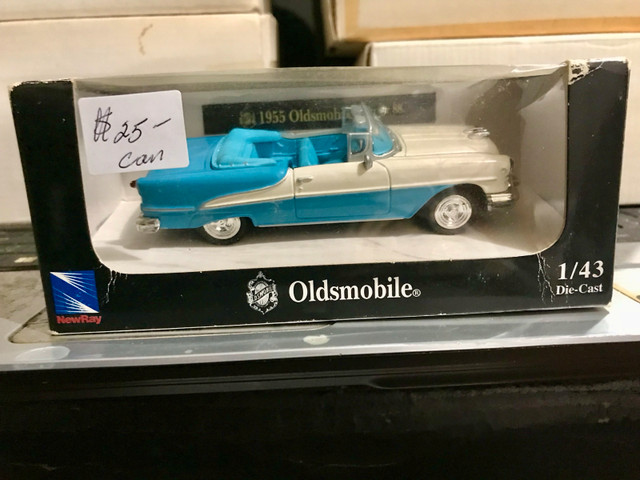 $25-
can
1955 Oldsmobile
Oldsmobile®
1/43
Die-Cast
NewRay